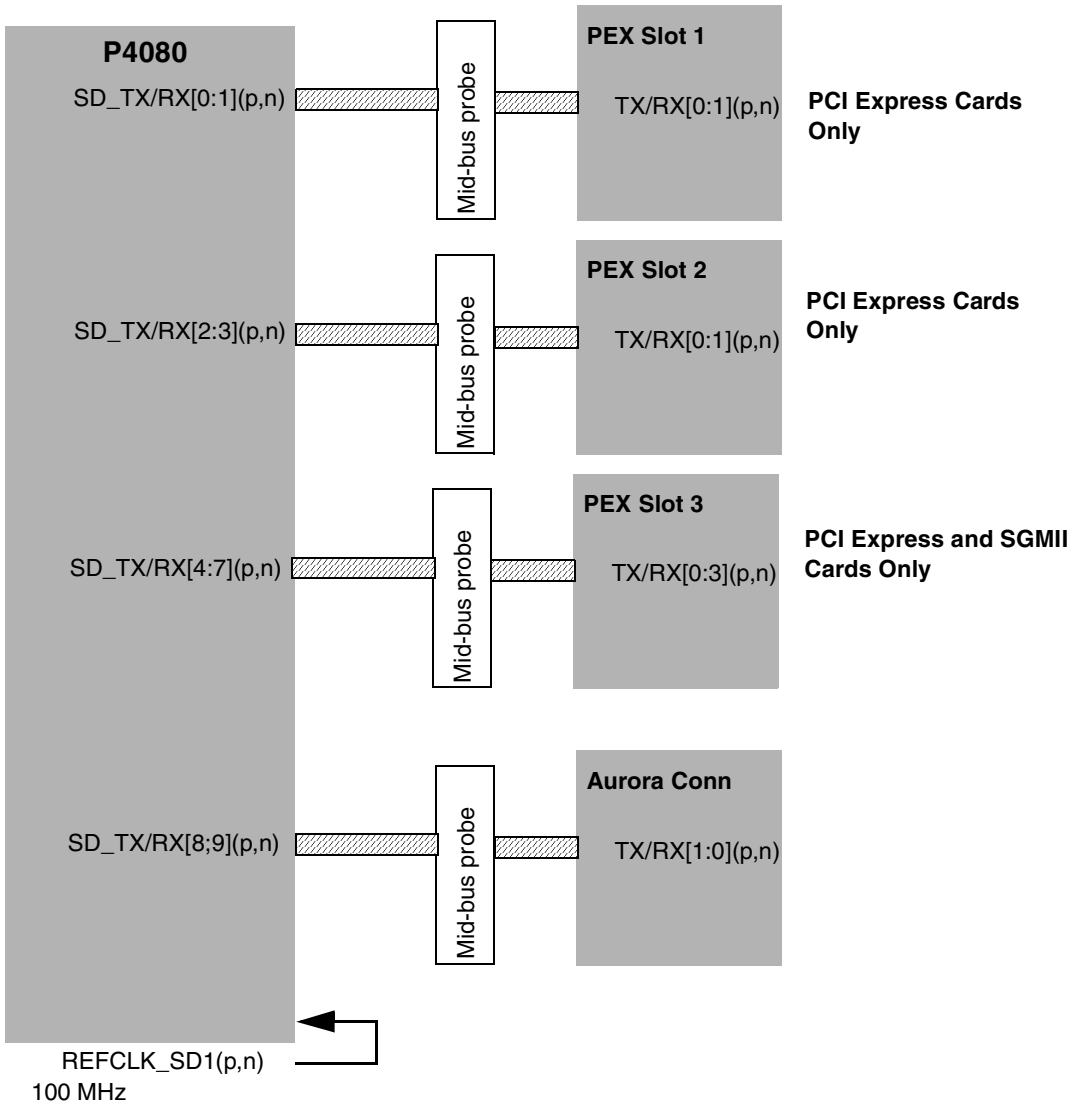 P4080
SD_TX/RX[0:1](p,n)
Mid-bus probe
PEX Slot 1
TX/RX[0:1](p,n)
PCI Express Cards
Only
SD_TX/RX[2:3](p,n)
Mid-bus probe
PEX Slot 2
TX/RX[0:1](p,n)
PCI Express Cards
Only
SD_TX/RX[4:7](p,n)
Mid-bus probe
PEX Slot 3
TX/RX[0:3](p,n)
PCI Express and SGMII
Cards Only
SD_TX/RX[8;9](p,n)
Mid-bus probe
Aurora Conn
TX/RX[1:0](p,n)
REFCLK_SD1(p,n)
100 MHz